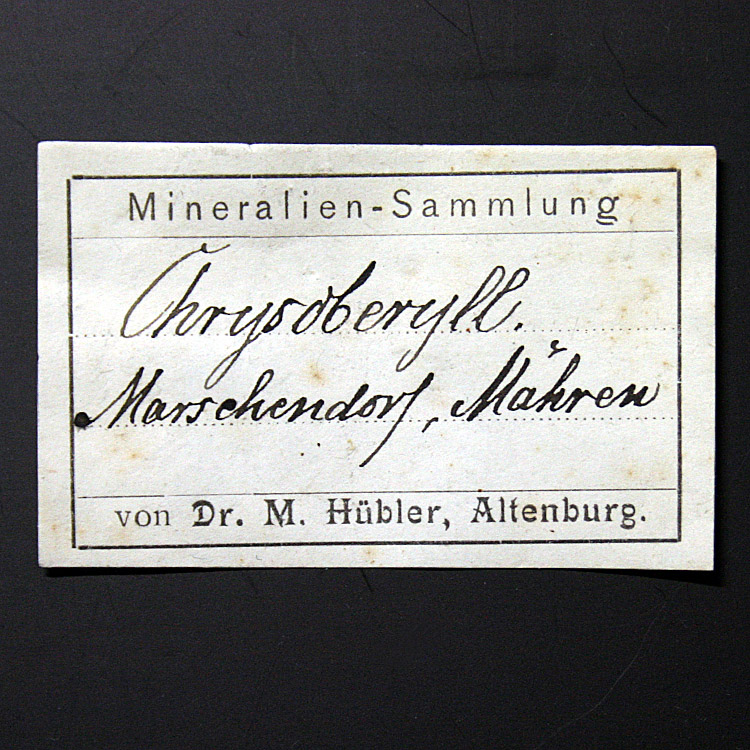 Mineralien-Sammlung
Chrysoberyll.
Marschendorf, Mähren
von Dr. M. Hübler, Altenburg.